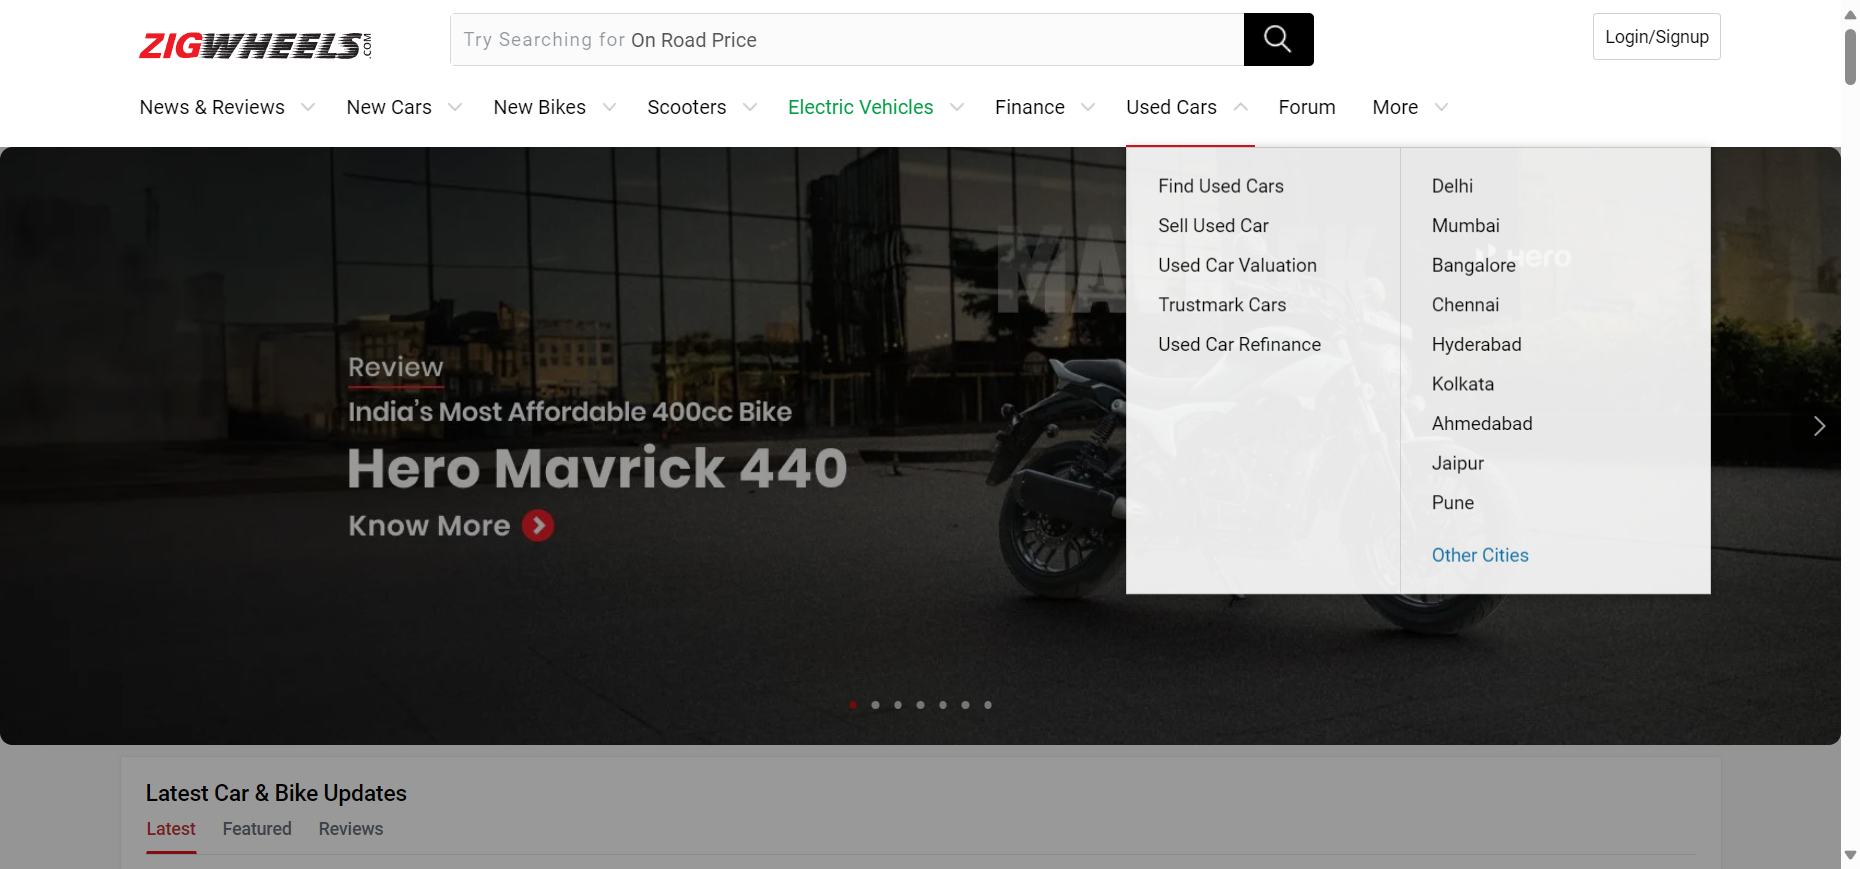 ZIGWHEELS.COM
Try Searching for On Road Price
Login/Signup
News & Reviews
New Cars
New Bikes
Scooters
Electric Vehicles
Finance
Used Cars
Forum
More
Find Used Cars
Sell Used Car
Used Car Valuation
Trustmark Cars
Used Car Refinance
Delhi
Mumbai
Bangalore
Chennai
Hyderabad
Kolkata
Ahmedabad
Jaipur
Pune
Other Cities
Hero
Review
India's Most Affordable 400cc Bike
Hero Mavrick 440
Know More
Latest Car & Bike Updates
Latest
Featured
Reviews